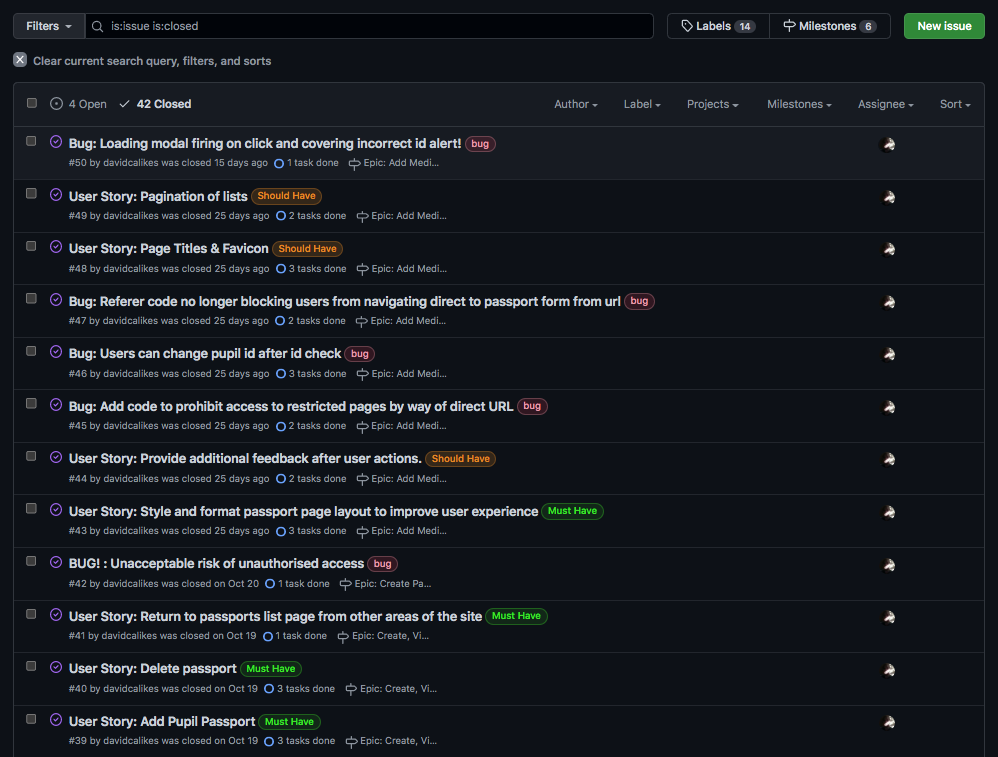 Filters is:issue is:closed Labels 14 Milestones 6 New issue
Clear current search query, filters, and sorts
4 Open 42 Closed Author Label Projects Milestones Assignee Sort
Bug: Loading modal firing on click and covering incorrect id alert! bug
#50 by davidcalikes was closed 15 days ago 1 task done Epic: Add Medi...
User Story: Pagination of lists Should Have
#49 by davidcalikes was closed 25 days ago 2 tasks done Epic: Add Medi...
User Story: Page Titles & Favicon Should Have
#48 by davidcalikes was closed 25 days ago 3 tasks done Epic: Add Medi...
Bug: Referer code no longer blocking users from navigating direct to passport form from url bug
#47 by davidcalikes was closed 25 days ago 2 tasks done Epic: Add Medi...
Bug: Users can change pupil id after id check bug
#46 by davidcalikes was closed 25 days ago 3 tasks done Epic: Add Medi...
Bug: Add code to prohibit access to restricted pages by way of direct URL bug
#45 by davidcalikes was closed 25 days ago 2 tasks done Epic: Add Medi...
User Story: Provide additional feedback after user actions. Should Have
#44 by davidcalikes was closed 25 days ago 2 tasks done Epic: Add Medi...
User Story: Style and format passport page layout to improve user experience Must Have
#43 by davidcalikes was closed 25 days ago 3 tasks done Epic: Add Medi...
BUG! : Unacceptable risk of unauthorised access bug
#42 by davidcalikes was closed on Oct 20 1 task done Epic: Create Pa...
User Story: Return to passports list page from other areas of the site Must Have
#41 by davidcalikes was closed on Oct 19 1 task done Epic: Create, Vi...
User Story: Delete passport Must Have
#40 by davidcalikes was closed on Oct 19 3 tasks done Epic: Create, Vi...
User Story: Add Pupil Passport Must Have
#39 by davidcalikes was closed on Oct 19 3 tasks done Epic: Create, Vi...